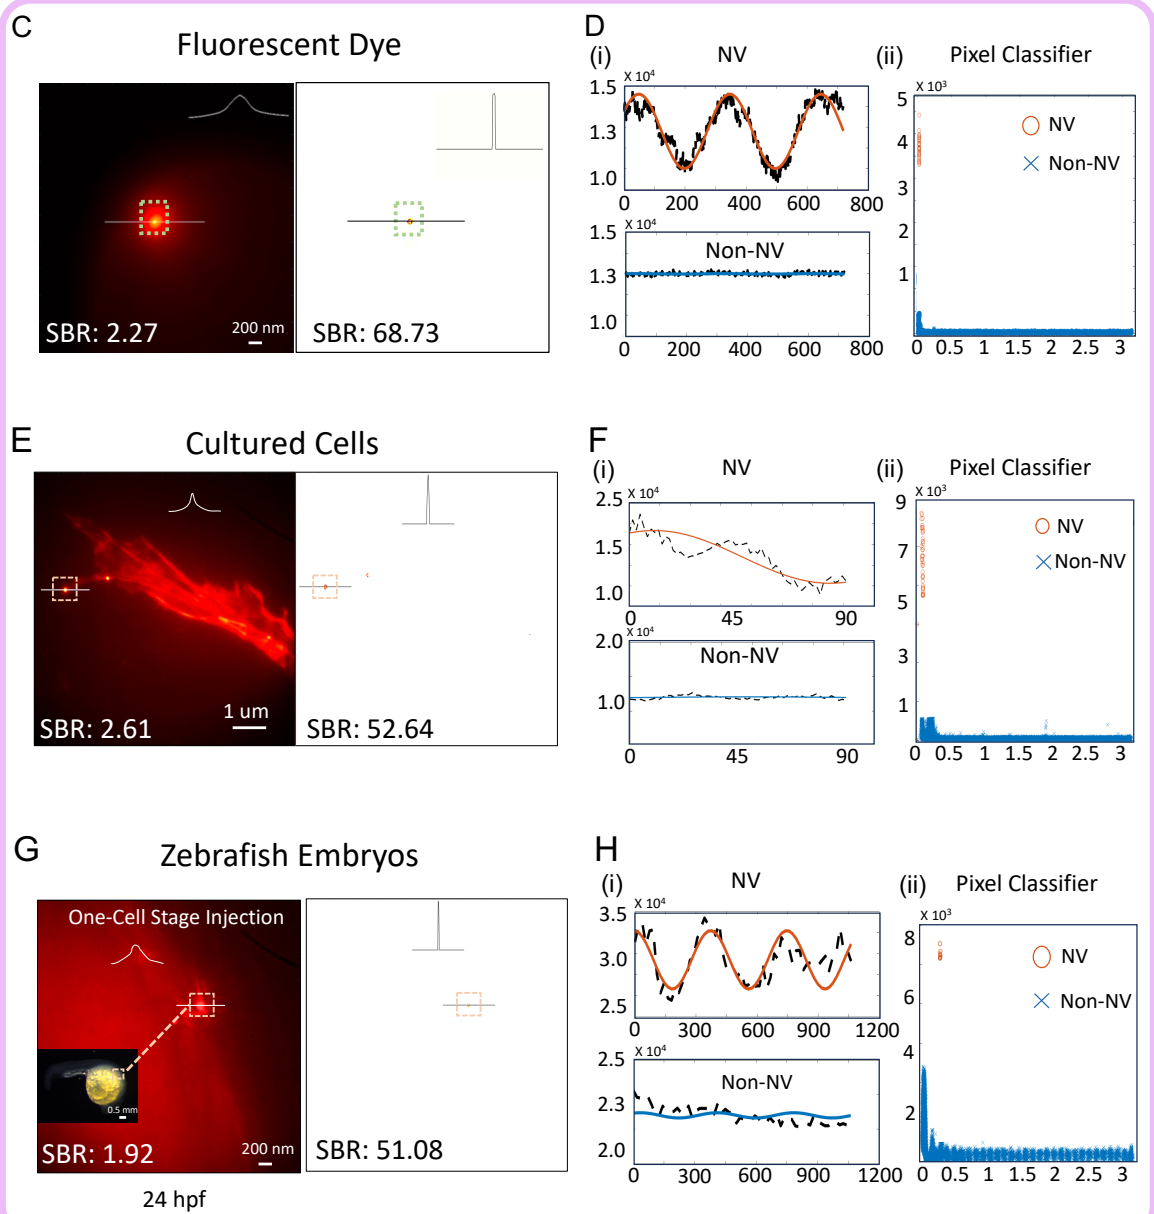 C
Fluorescent Dye
SBR: 2.27
200 nm
SBR: 68.73
D
(i)
NV
X 10⁴
1.5
1.3
1.0
0 200 400 600 800
X 10⁴
1.5
Non-NV
1.3
1.0
0 200 400 600 800
(ii)
Pixel Classifier
X 10³
5
4
3
2
1
0 0.5 1 1.5 2 2.5 3
NV
Non-NV
E
Cultured Cells
SBR: 2.61
1 um
SBR: 52.64
F
(i)
NV
X 10⁴
2.5
1.5
1.0
0 45 90
X 10⁴
2.0
Non-NV
1.0
0 45 90
(ii)
Pixel Classifier
X 10³
9
7
5
3
1
0 0.5 1 1.5 2 2.5 3
NV
Non-NV
G
Zebrafish Embryos
One-Cell Stage Injection
0.5 mm
SBR: 1.92
200 nm
24 hpf
SBR: 51.08
H
(i)
NV
X 10⁴
3.5
3.0
2.5
0 300 600 900 1200
X 10⁴
2.5
Non-NV
2.3
2.0
0 300 600 900 1200
(ii)
Pixel Classifier
X 10³
8
6
4
2
0 0.5 1 1.5 2 2.5 3
NV
Non-NV